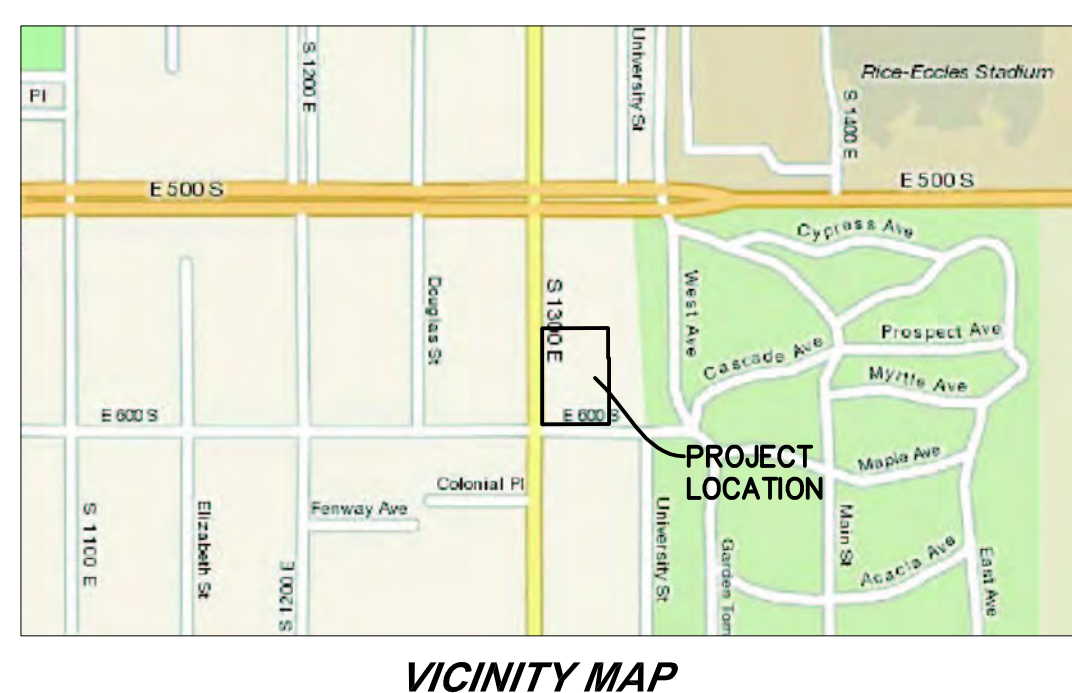 Rice-Eccles Stadium
Pl
S 1200 E
University St
S 1400 E
E 500 S
E 500 S
Cypress Ave
S 1300 E
Douglas St
West Ave
Prospect Ave
Cascade Ave
Myrtle Ave
E 600 S
E 600 S
PROJECT
LOCATION
Maple Ave
Colonial Pl
Fenway Ave
S 1100 E
Elizabeth St
S 1200 E
University St
Garden Tom
Main St
Acacia Ave
East Ave
VICINITY MAP